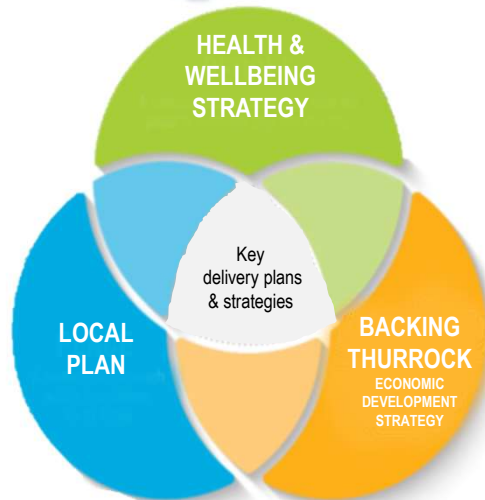 HEALTH &
WELLBEING
STRATEGY
Key
delivery plans
& strategies
LOCAL
PLAN
BACKING
THURROCK
ECONOMIC
DEVELOPMENT
STRATEGY